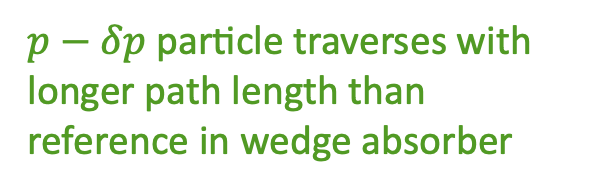 𝑝 − 𝛿𝑝 particle traverses with
longer path length than
reference in wedge absorber